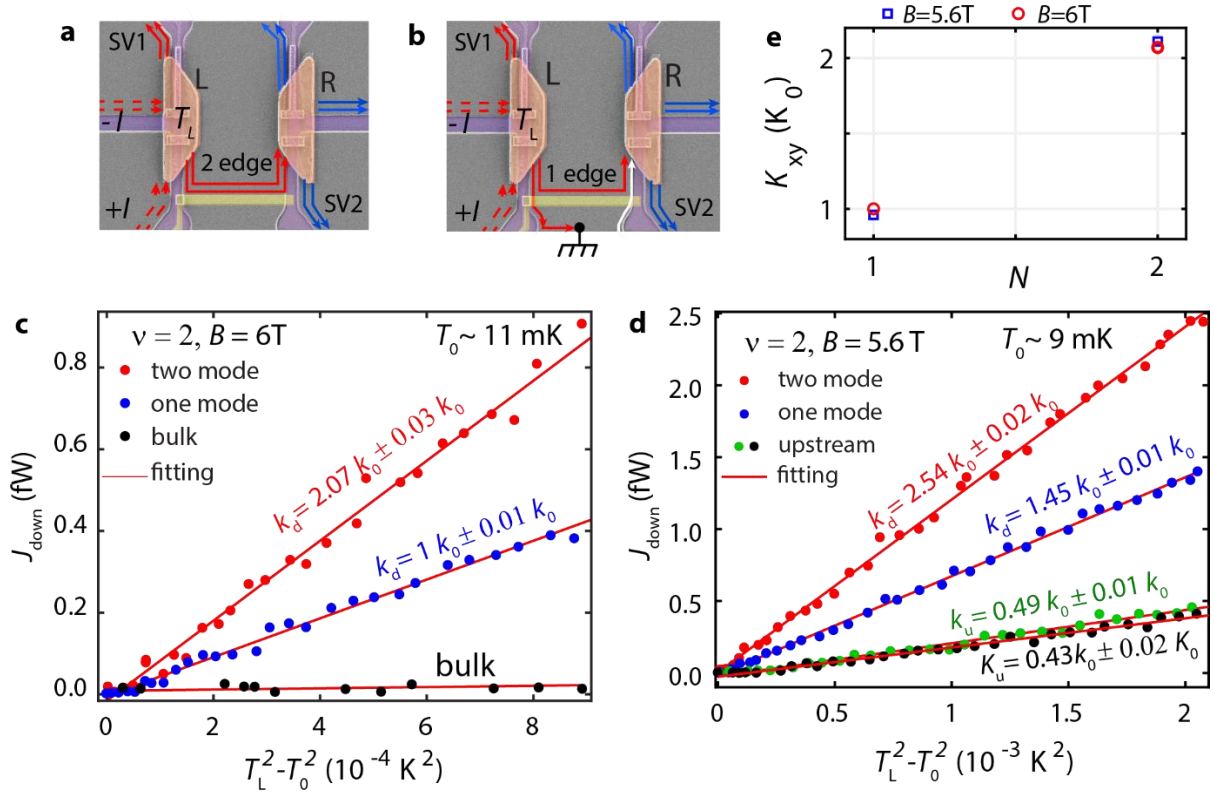 a
SV1
L
R
-I
T_L
2 edge
+I
SV2
b
SV1
L
R
-I
T_L
1 edge
+I
SV2
B=5.6T B=6T
e
K_xy (K_0)
2
1
1 2
N
c
ν = 2, B = 6T T_0 ~ 11 mK
two mode
one mode
bulk
fitting
k_d = 2.07 k_0 ± 0.03 k_0
k_d = 1 k_0 ± 0.01 k_0
bulk
J_down (fW)
0.8
0.6
0.4
0.2
0.0
0 2 4 6 8
T_L^2-T_0^2 (10^-4 K^2)
d
ν = 2, B = 5.6 T T_0 ~ 9 mK
two mode
one mode
upstream
fitting
k_d = 2.54 k_0 ± 0.02 k_0
k_d = 1.45 k_0 ± 0.01 k_0
k_u = 0.49 k_0 ± 0.01 k_0
K_u = 0.43k_0 ± 0.02 K_0
J_down (fW)
2.5
2.0
1.5
1.0
0.5
0.0
0 0.5 1 1.5 2
T_L^2-T_0^2 (10^-3 K^2)